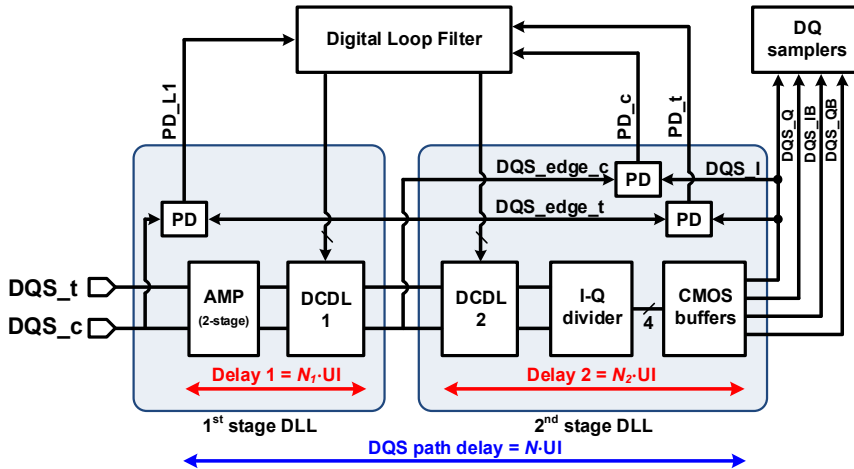 Digital Loop Filter
DQ
samplers
PD_L1
PD_c
PD_t
DQS_Q
DQS_IB
DQS_QB
DQS_edge_c
PD
DQS_I
PD
DQS_edge_t
PD
DQS_t
DQS_c
AMP
(2-stage)
DCDL
1
DCDL
2
I-Q
divider
4
CMOS
buffers
Delay 1 = N₁·UI
Delay 2 = N₂·UI
1st stage DLL
2nd stage DLL
DQS path delay = N·UI